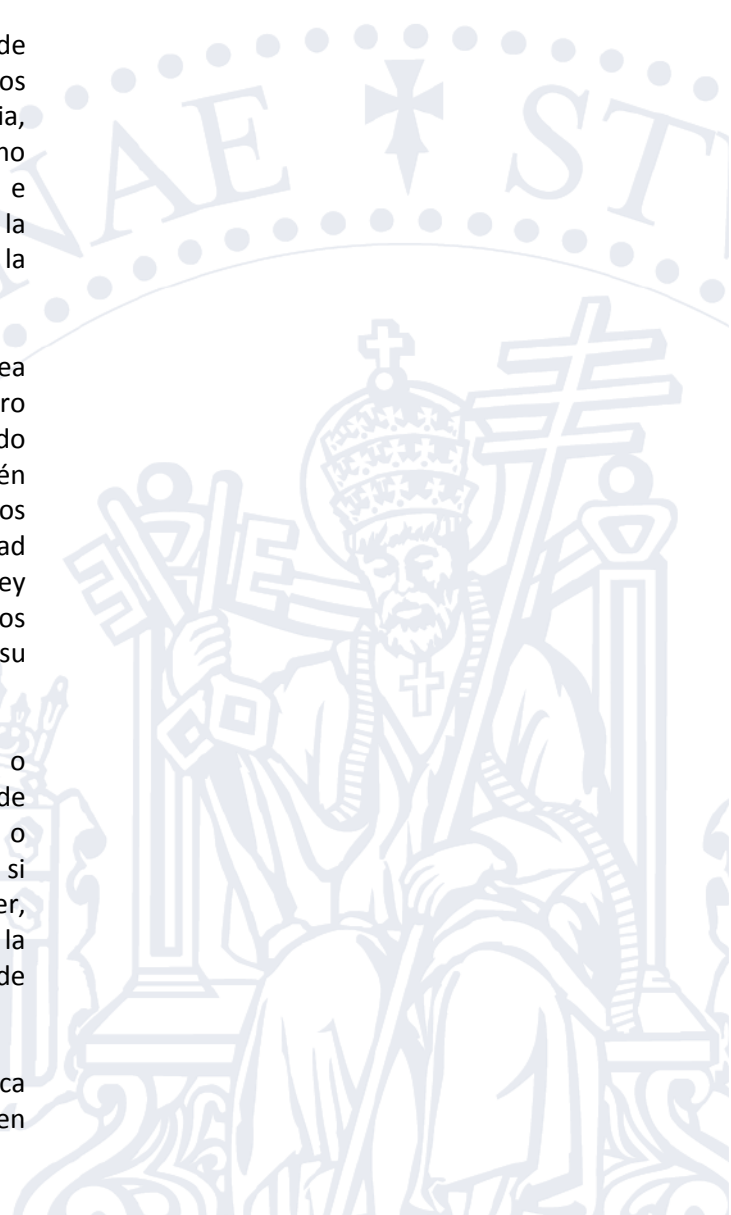 NAE ST
de
os
ia,
no
e
la
la
ea
ro
do
én
os
ad
ey
os
su
o
de
o
si
er,
la
de
ca
en